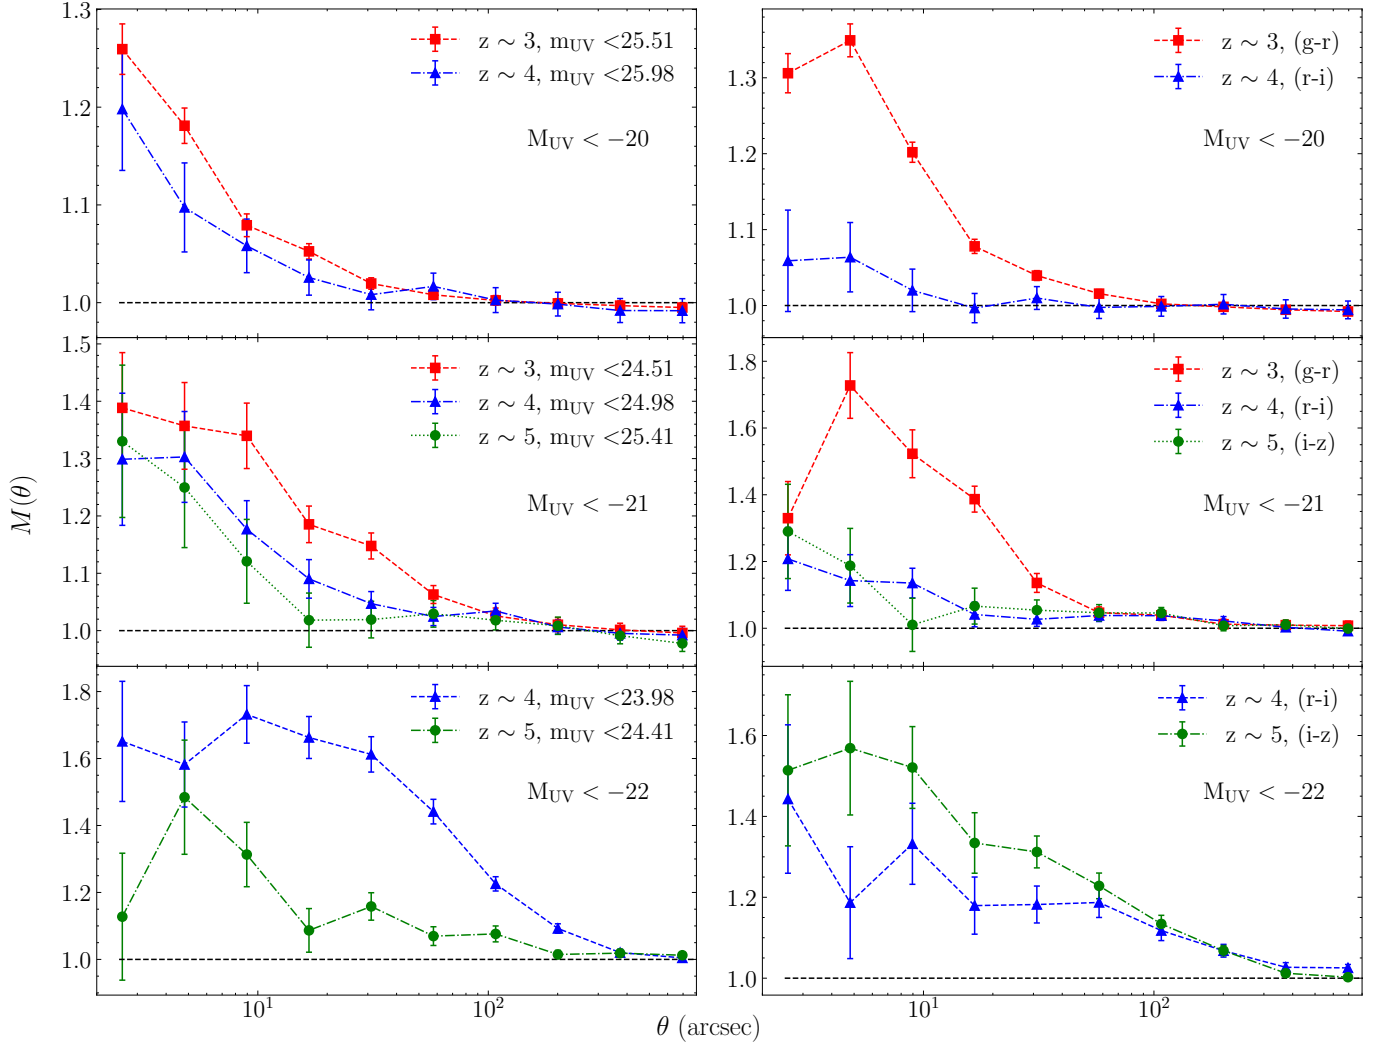 1.3
1.2
1.1
1.0
z ∼ 3, m_UV <25.51
z ∼ 4, m_UV <25.98
M_UV < −20
1.3
1.2
1.1
1.0
z ∼ 3, (g-r)
z ∼ 4, (r-i)
M_UV < −20
1.5
1.4
1.3
1.2
1.1
1.0
z ∼ 3, m_UV <24.51
z ∼ 4, m_UV <24.98
z ∼ 5, m_UV <25.41
M_UV < −21
M(θ)
1.8
1.6
1.4
1.2
1.0
z ∼ 3, (g-r)
z ∼ 4, (r-i)
z ∼ 5, (i-z)
M_UV < −21
1.8
1.6
1.4
1.2
1.0
z ∼ 4, m_UV <23.98
z ∼ 5, m_UV <24.41
M_UV < −22
10^1
10^2
1.6
1.4
1.2
1.0
z ∼ 4, (r-i)
z ∼ 5, (i-z)
M_UV < −22
10^1
10^2
θ (arcsec)